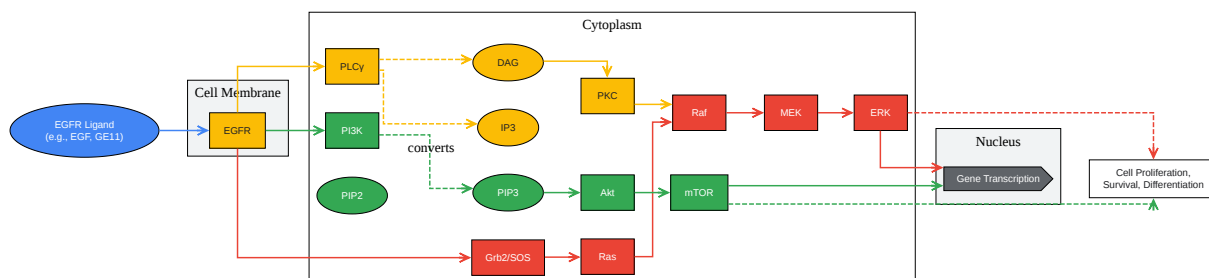 Cytoplasm
PLCγ
DAG
Cell Membrane
PKC
EGFR Ligand
(e.g., EGF, GE11)
EGFR
PI3K
IP3
Raf
MEK
ERK
converts
Nucleus
PIP2
PIP3
Akt
mTOR
Gene Transcription
Cell Proliferation,
Survival, Differentiation
Grb2/SOS
Ras